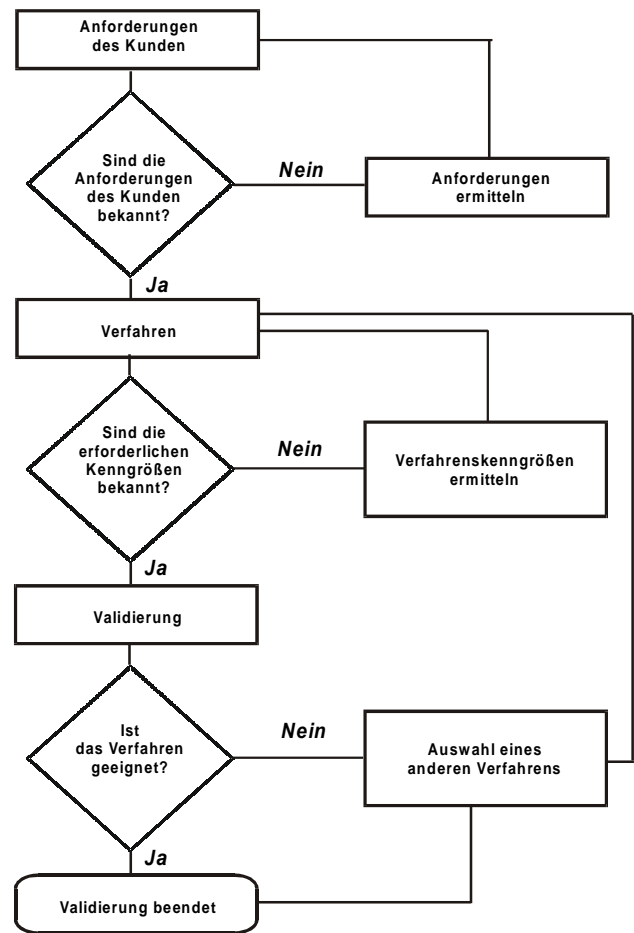 Anforderungen
des Kunden
Sind die
Anforderungen
des Kunden
bekannt?
Nein
Anforderungen
ermitteln
Ja
Verfahren
Sind die
erforderlichen
Kenngrößen
bekannt?
Nein
Verfahrenskenngrößen
ermitteln
Ja
Validierung
Ist
das Verfahren
geeignet?
Nein
Auswahl eines
anderen Verfahrens
Ja
Validierung beendet